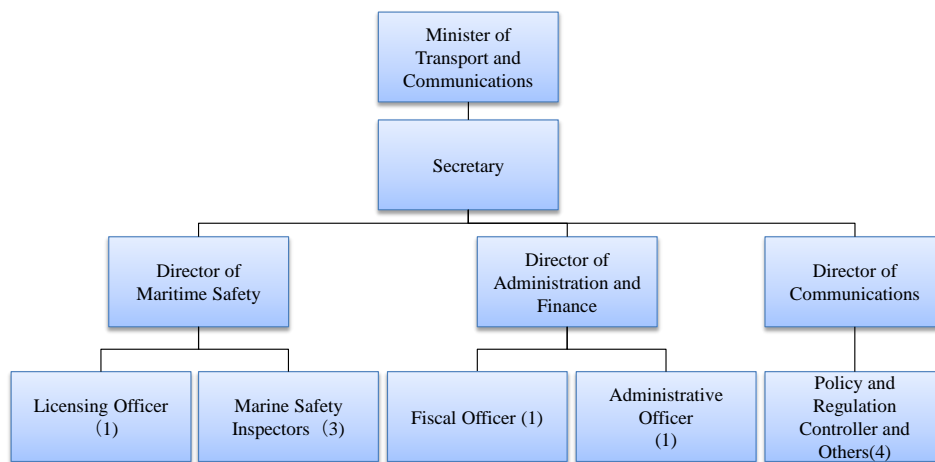 Minister of
Transport and
Communications
Secretary
Director of
Maritime Safety
Director of
Administration and
Finance
Director of
Communications
Licensing Officer
（1）
Marine Safety
Inspectors（3）
Fiscal Officer (1)
Administrative
Officer
(1)
Policy and
Regulation
Controller and
Others(4)